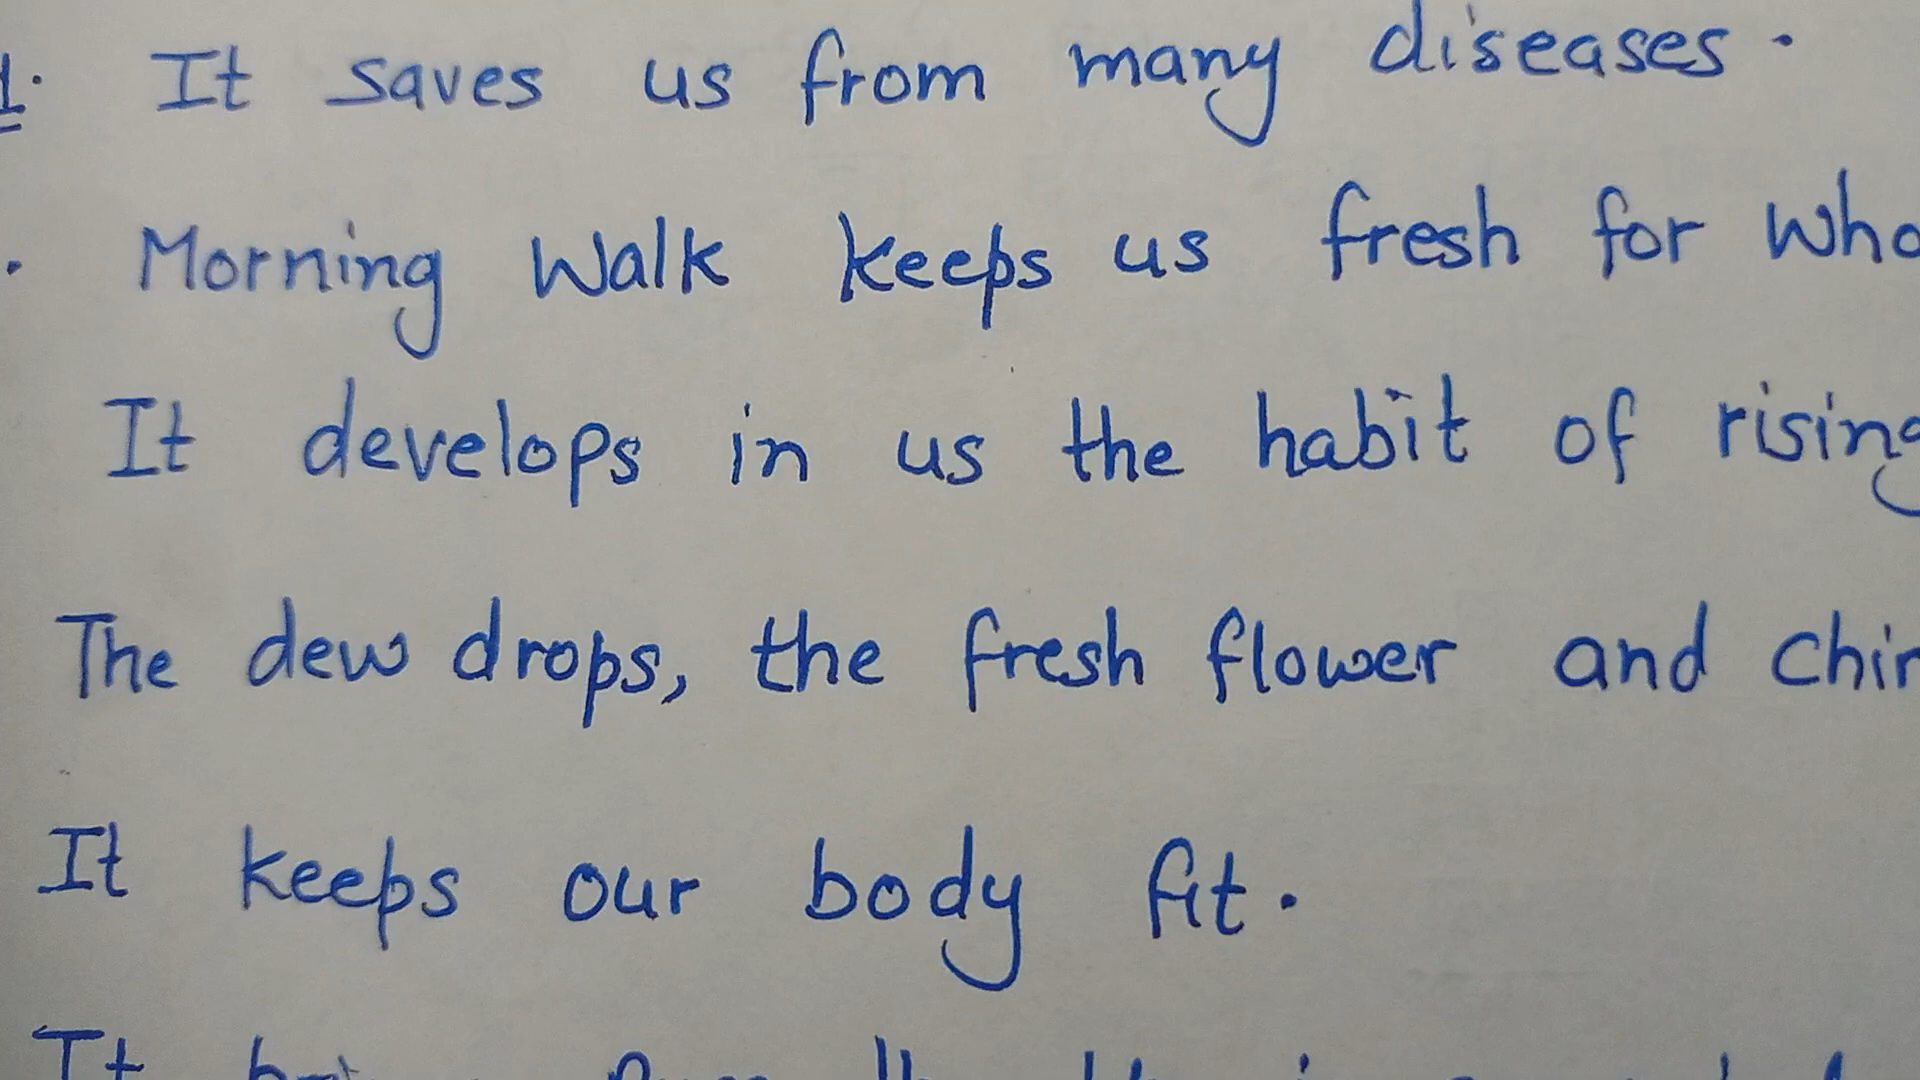 1. It saves us from many diseases.
. Morning Walk keeps us fresh for who
It develops in us the habit of rising
The dew drops, the fresh flower and chir
It keeps our body fit.
It